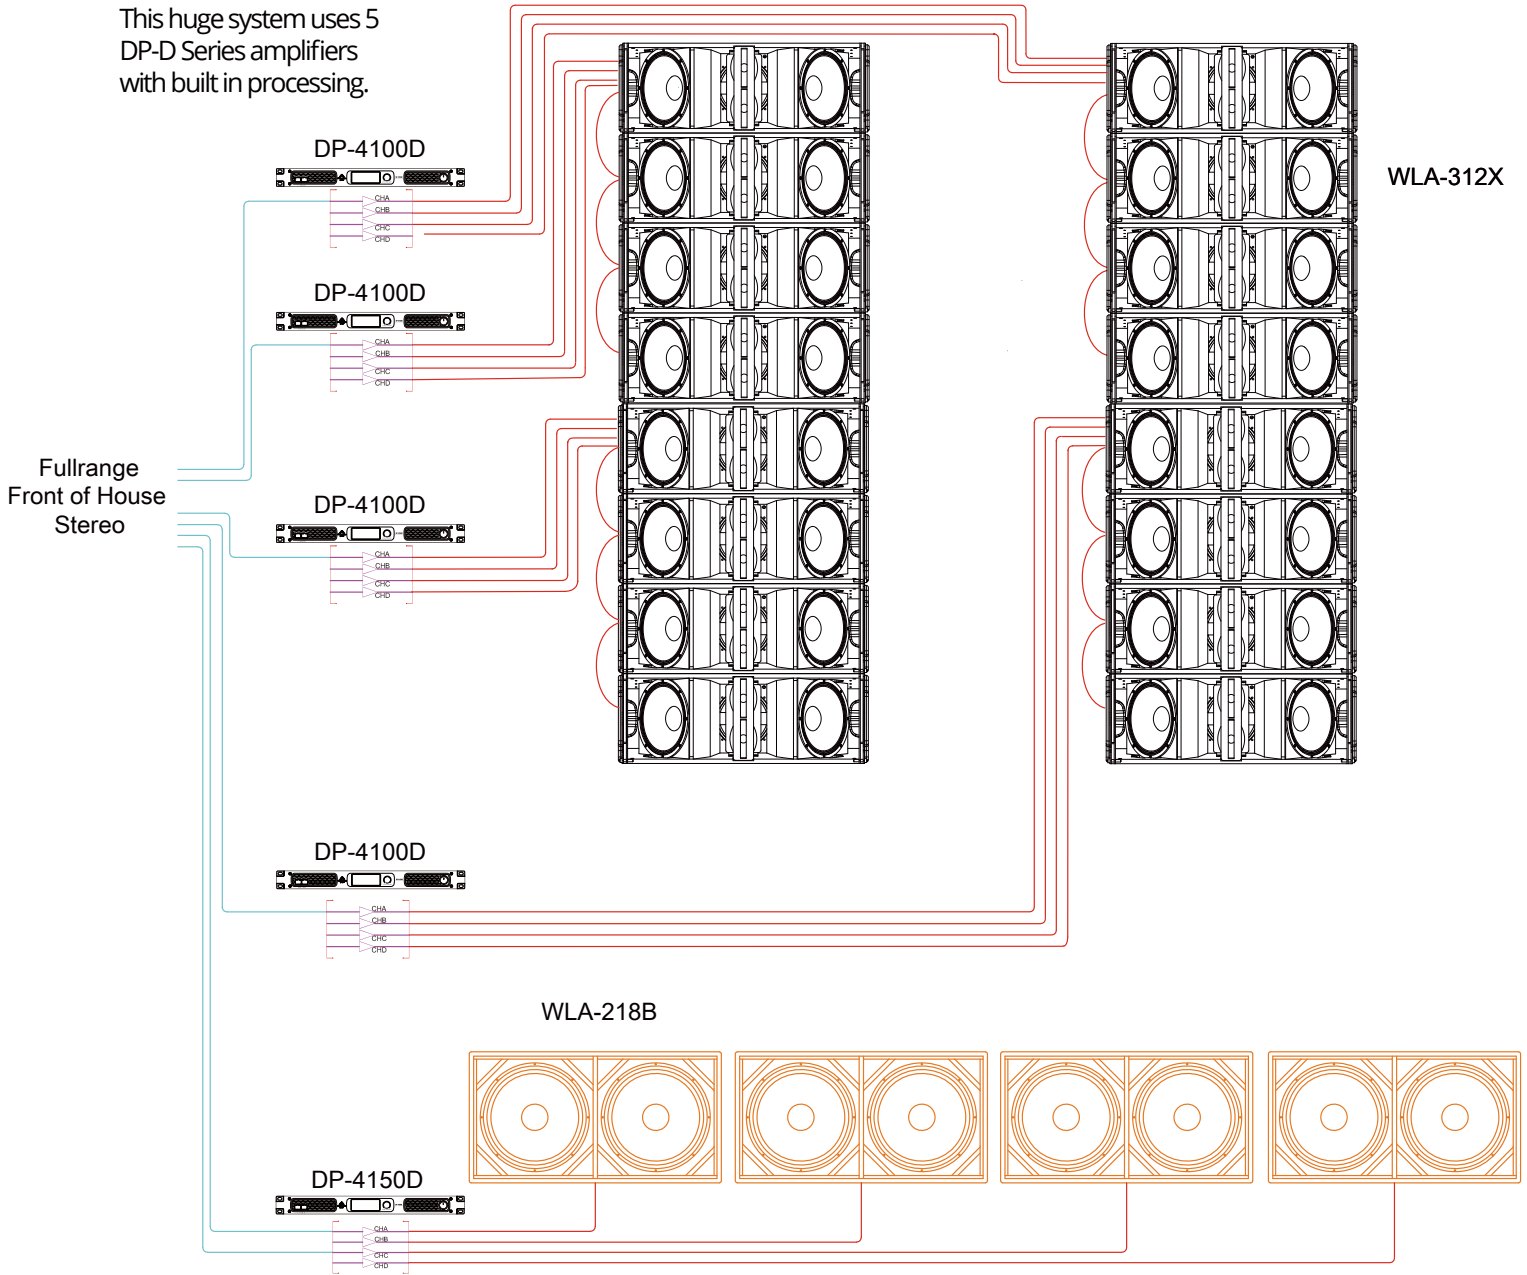 This huge system uses 5
DP-D Series amplifiers
with built in processing.
DP-4100D
CHA
CHB
CHC
CHD
WLA-312X
DP-4100D
CHA
CHB
CHC
CHD
Fullrange
Front of House
Stereo
DP-4100D
CHA
CHB
CHC
CHD
DP-4100D
CHA
CHB
CHC
CHD
WLA-218B
DP-4150D
CHA
CHB
CHC
CHD